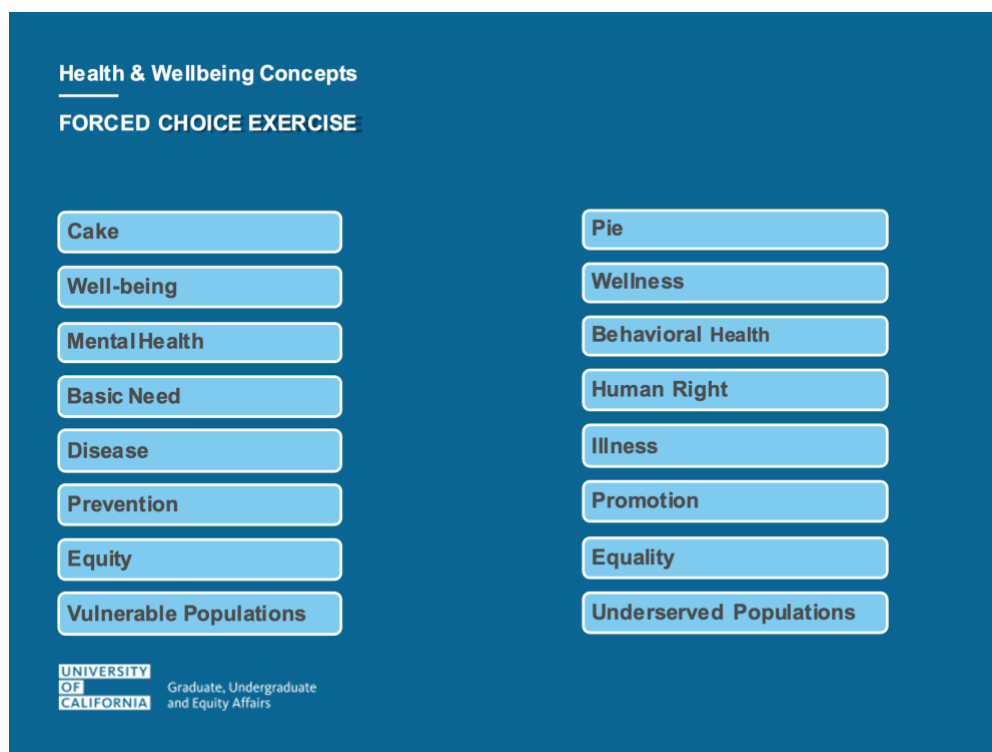 Health & Wellbeing Concepts
FORCED CHOICE EXERCISE
Cake
Pie
Well-being
Wellness
Mental Health
Behavioral Health
Basic Need
Human Right
Disease
Illness
Prevention
Promotion
Equity
Equality
Vulnerable Populations
Underserved Populations
UNIVERSITY
OF
CALIFORNIA
Graduate, Undergraduate
and Equity Affairs